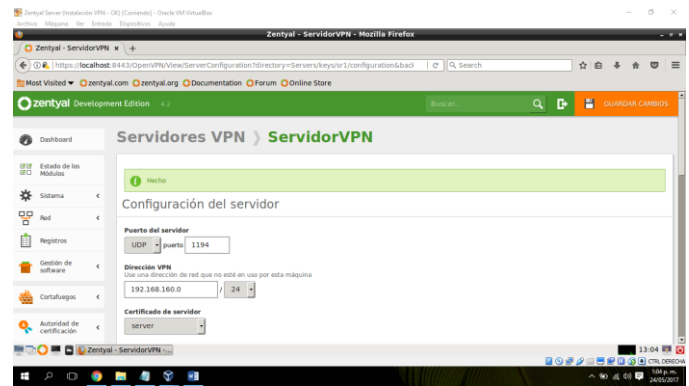 Zentyal Server (Instalación VPN - OK) [Corriendo] - Oracle VM VirtualBox
Archivo Máquina Ver Entrada Dispositivos Ayuda
Zentyal - ServidorVPN - Mozilla Firefox
Zentyal - ServidorVPN × +
https://localhost:8443/OpenVPN/View/ServerConfiguration?directory=Servers/keys/sr1/configuration&back Search
Most Visited zentyal.com zentyal.org Documentation Forum Online Store
zentyal Development Edition 4.2 Buscar... GUARDAR CAMBIOS
Dashboard
Servidores VPN ServidorVPN
Estado de los
Módulos
Hecho
Sistema
Configuración del servidor
Red
Puerto del servidor
Registros
UDP puerto 1194
Gestión de
software
Dirección VPN
Use una dirección de red que no esté en uso por esta máquina
192.168.160.0 / 24
Cortafuegos
Certificado de servidor
Autoridad de
certificación
server
Zentyal - ServidorVPN -...
13:04
CTRL DERECHA
1:04 p. m.
24/05/2017